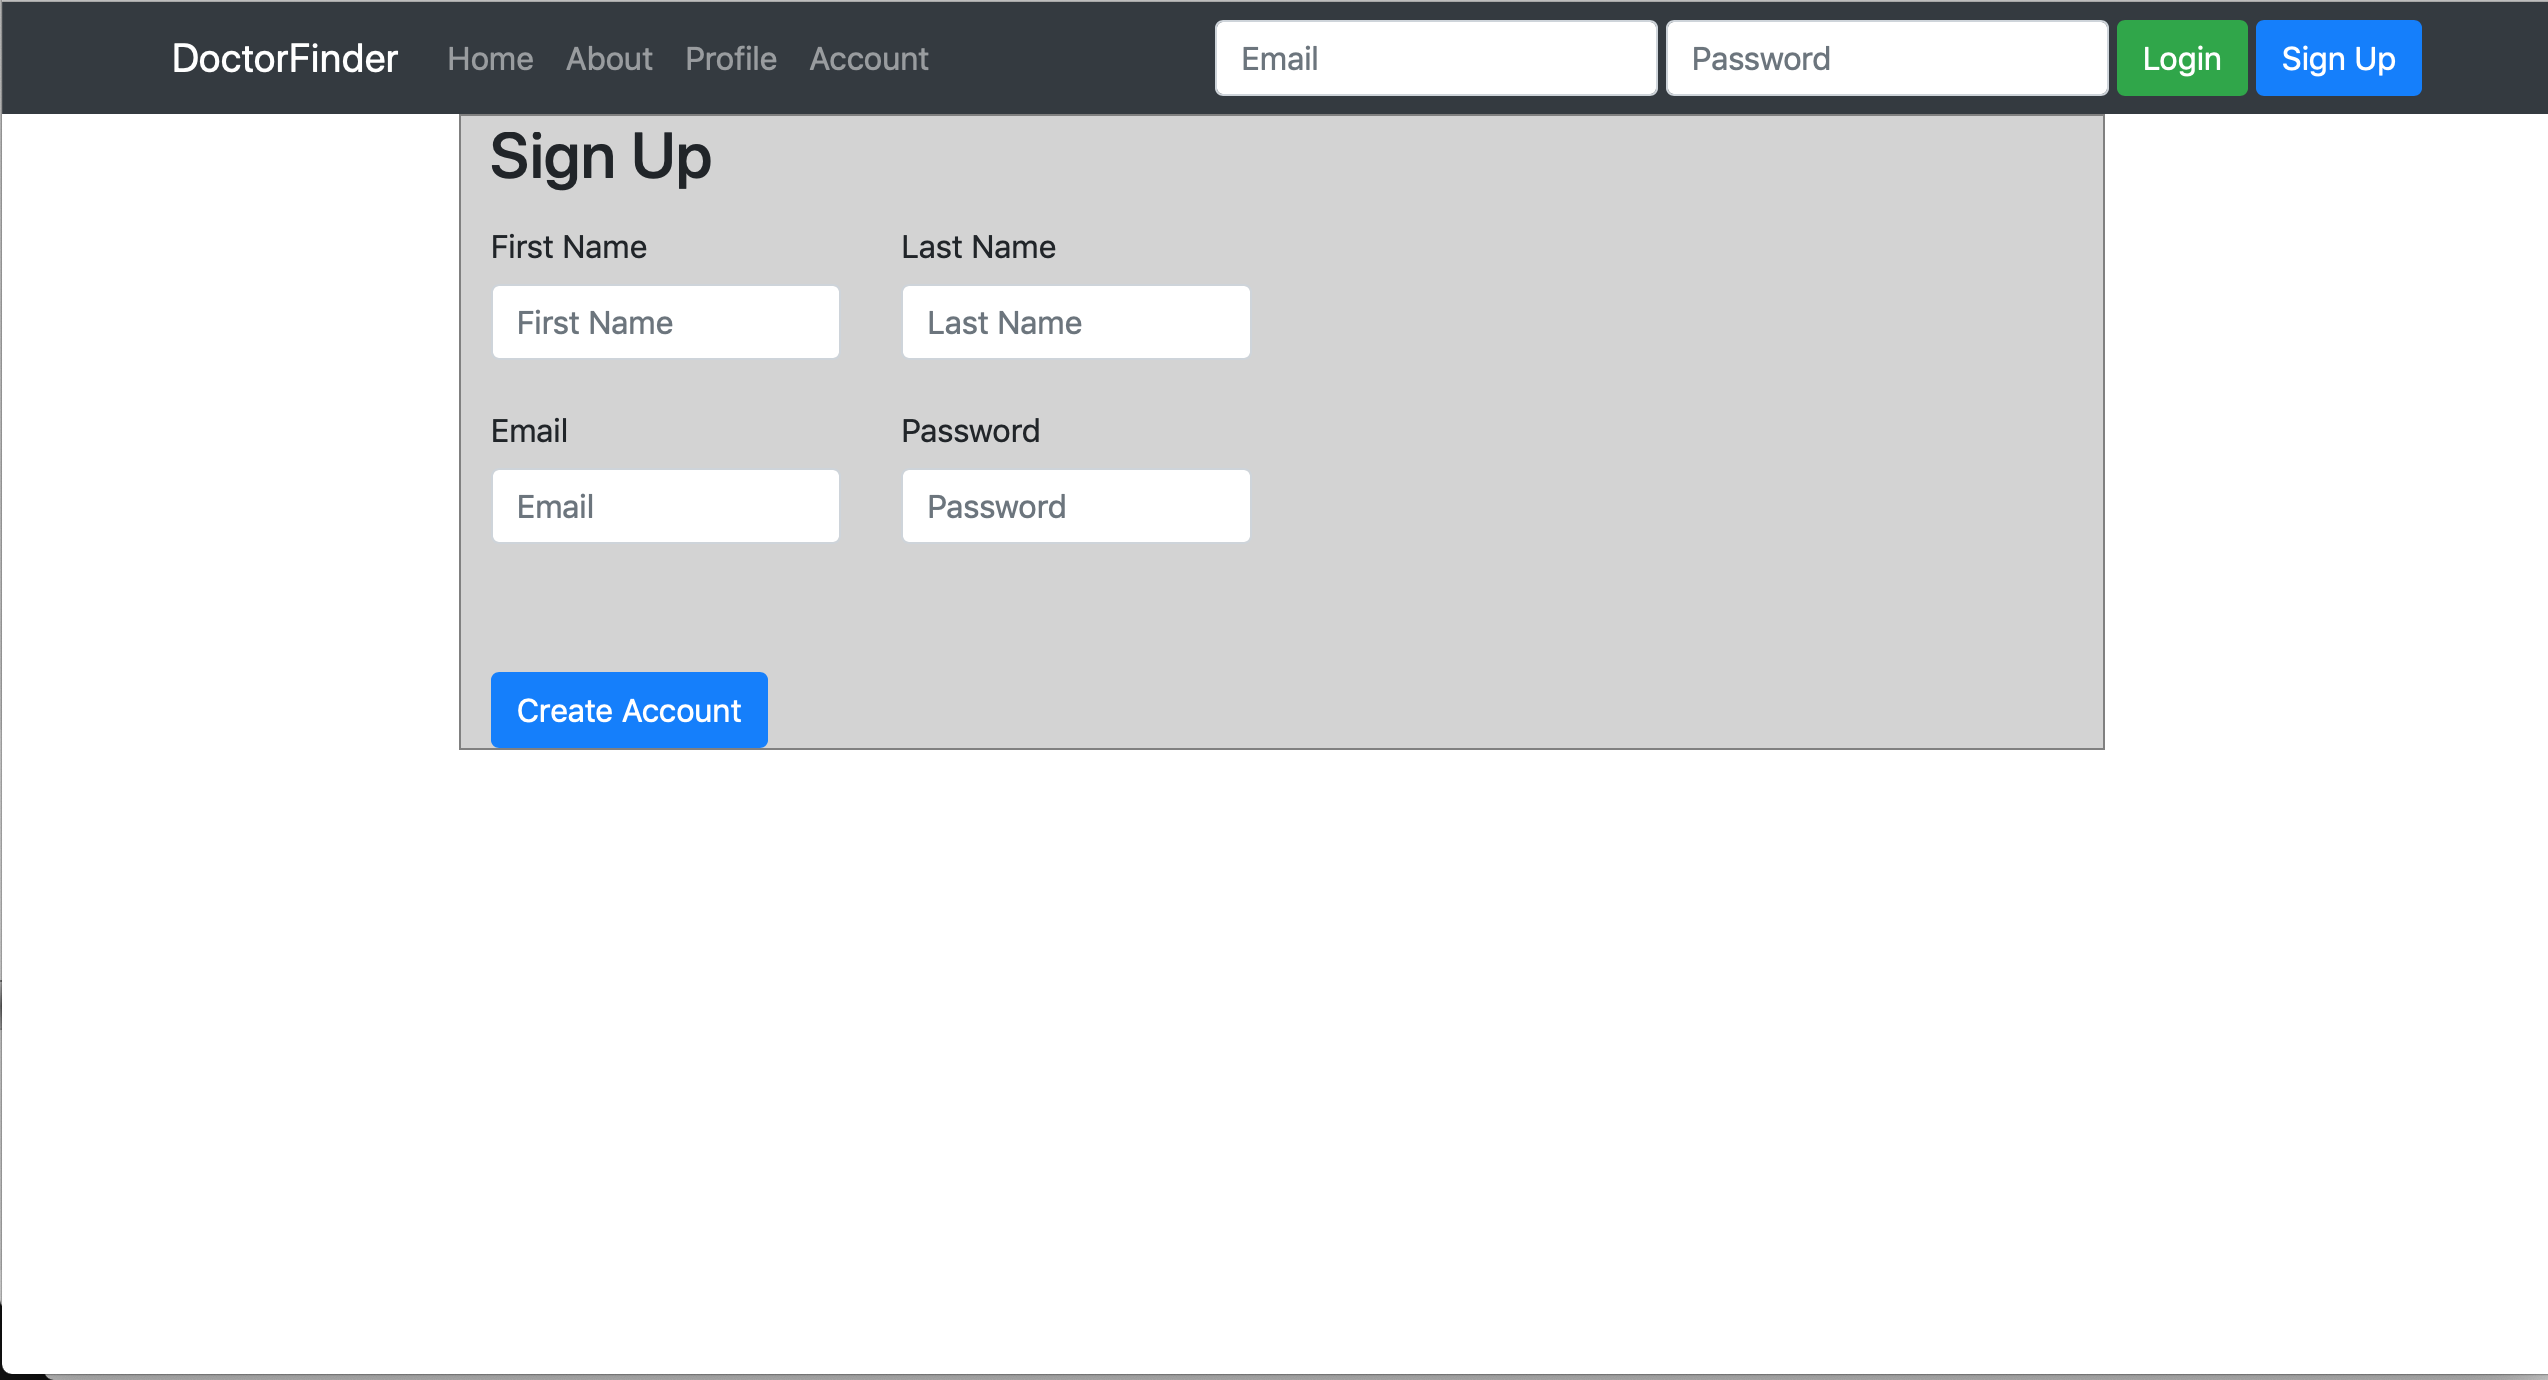 DoctorFinder Home About Profile Account Email Password Login Sign Up
Sign Up
First Name Last Name
First Name Last Name
Email Password
Email Password
Create Account